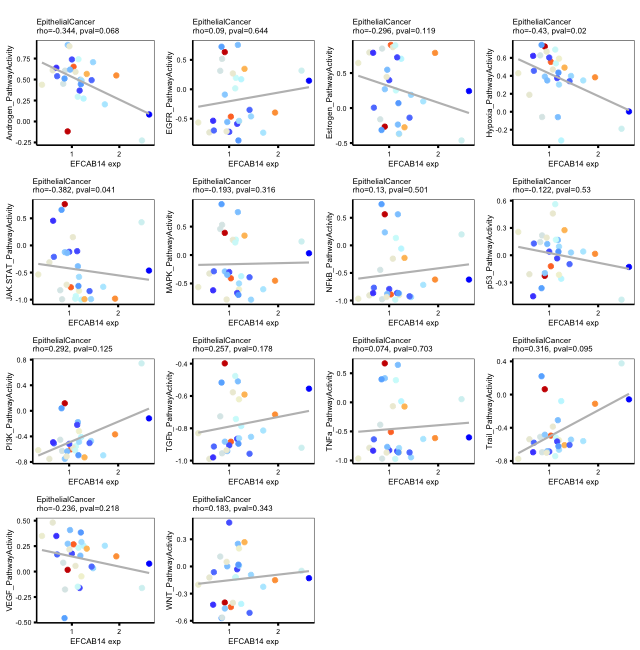 EpithelialCancer
rho=-0.344, pval=0.068
Androgen_PathwayActivity
0.75
0.50
0.25
0.00
-0.25
1
2
EFCAB14 exp
EpithelialCancer
rho=0.09, pval=0.644
EGFR_PathwayActivity
0.5
0.0
-0.5
1
2
EFCAB14 exp
EpithelialCancer
rho=-0.296, pval=0.119
Estrogen_PathwayActivity
0.5
0.0
-0.5
1
2
EFCAB14 exp
EpithelialCancer
rho=-0.43, pval=0.02
Hypoxia_PathwayActivity
0.6
0.4
0.2
0.0
-0.2
1
2
EFCAB14 exp
EpithelialCancer
rho=-0.382, pval=0.041
JAK-STAT_PathwayActivity
0.5
0.0
-0.5
-1.0
1
2
EFCAB14 exp
EpithelialCancer
rho=-0.193, pval=0.316
MAPK_PathwayActivity
0.5
0.0
-0.5
1
2
EFCAB14 exp
EpithelialCancer
rho=0.13, pval=0.501
NFkB_PathwayActivity
0.5
0.0
-0.5
-1.0
1
2
EFCAB14 exp
EpithelialCancer
rho=-0.122, pval=0.53
p53_PathwayActivity
0.6
0.3
0.0
-0.3
1
2
EFCAB14 exp
EpithelialCancer
rho=0.292, pval=0.125
PI3K_PathwayActivity
0.8
0.4
0.0
-0.4
-0.8
1
2
EFCAB14 exp
EpithelialCancer
rho=0.257, pval=0.178
TGFb_PathwayActivity
-0.4
-0.6
-0.8
-1.0
1
2
EFCAB14 exp
EpithelialCancer
rho=0.074, pval=0.703
TNFa_PathwayActivity
0.5
0.0
-0.5
-1.0
1
2
EFCAB14 exp
EpithelialCancer
rho=0.316, pval=0.095
Trail_PathwayActivity
0.4
0.0
-0.4
-0.8
1
2
EFCAB14 exp
EpithelialCancer
rho=-0.236, pval=0.218
VEGF_PathwayActivity
0.50
0.25
0.00
-0.25
-0.50
1
2
EFCAB14 exp
EpithelialCancer
rho=0.183, pval=0.343
WNT_PathwayActivity
0.3
0.0
-0.3
-0.6
1
2
EFCAB14 exp